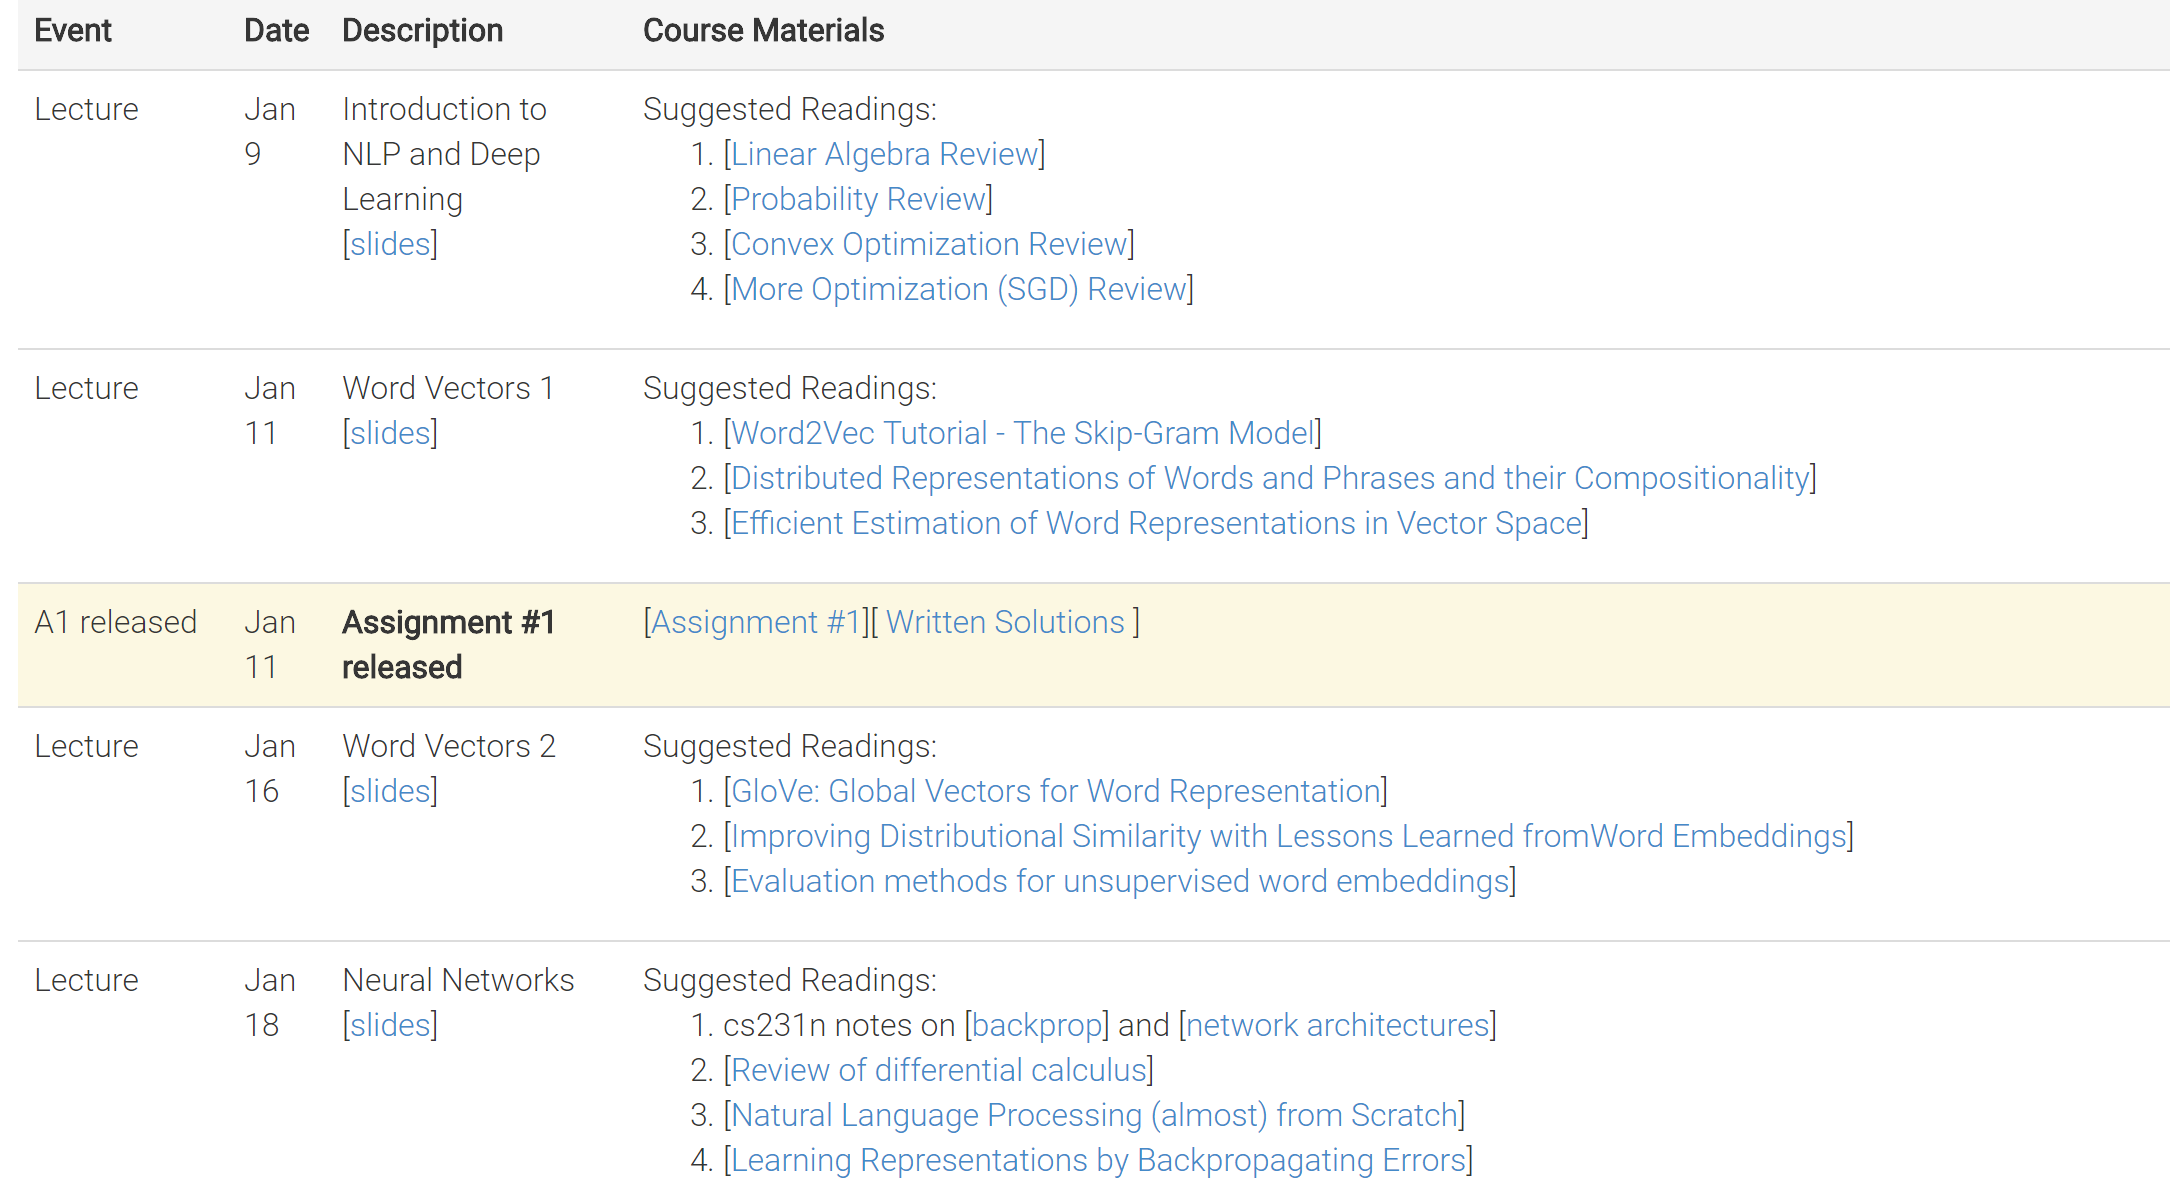 Event Date Description Course Materials
Lecture Jan 9 Introduction to NLP and Deep Learning [slides]
Suggested Readings:
1. [Linear Algebra Review]
2. [Probability Review]
3. [Convex Optimization Review]
4. [More Optimization (SGD) Review]
Lecture Jan 11 Word Vectors 1 [slides]
Suggested Readings:
1. [Word2Vec Tutorial - The Skip-Gram Model]
2. [Distributed Representations of Words and Phrases and their Compositionality]
3. [Efficient Estimation of Word Representations in Vector Space]
A1 released Jan 11 Assignment #1 released [Assignment #1][ Written Solutions ]
Lecture Jan 16 Word Vectors 2 [slides]
Suggested Readings:
1. [GloVe: Global Vectors for Word Representation]
2. [Improving Distributional Similarity with Lessons Learned fromWord Embeddings]
3. [Evaluation methods for unsupervised word embeddings]
Lecture Jan 18 Neural Networks [slides]
Suggested Readings:
1. cs231n notes on [backprop] and [network architectures]
2. [Review of differential calculus]
3. [Natural Language Processing (almost) from Scratch]
4. [Learning Representations by Backpropagating Errors]